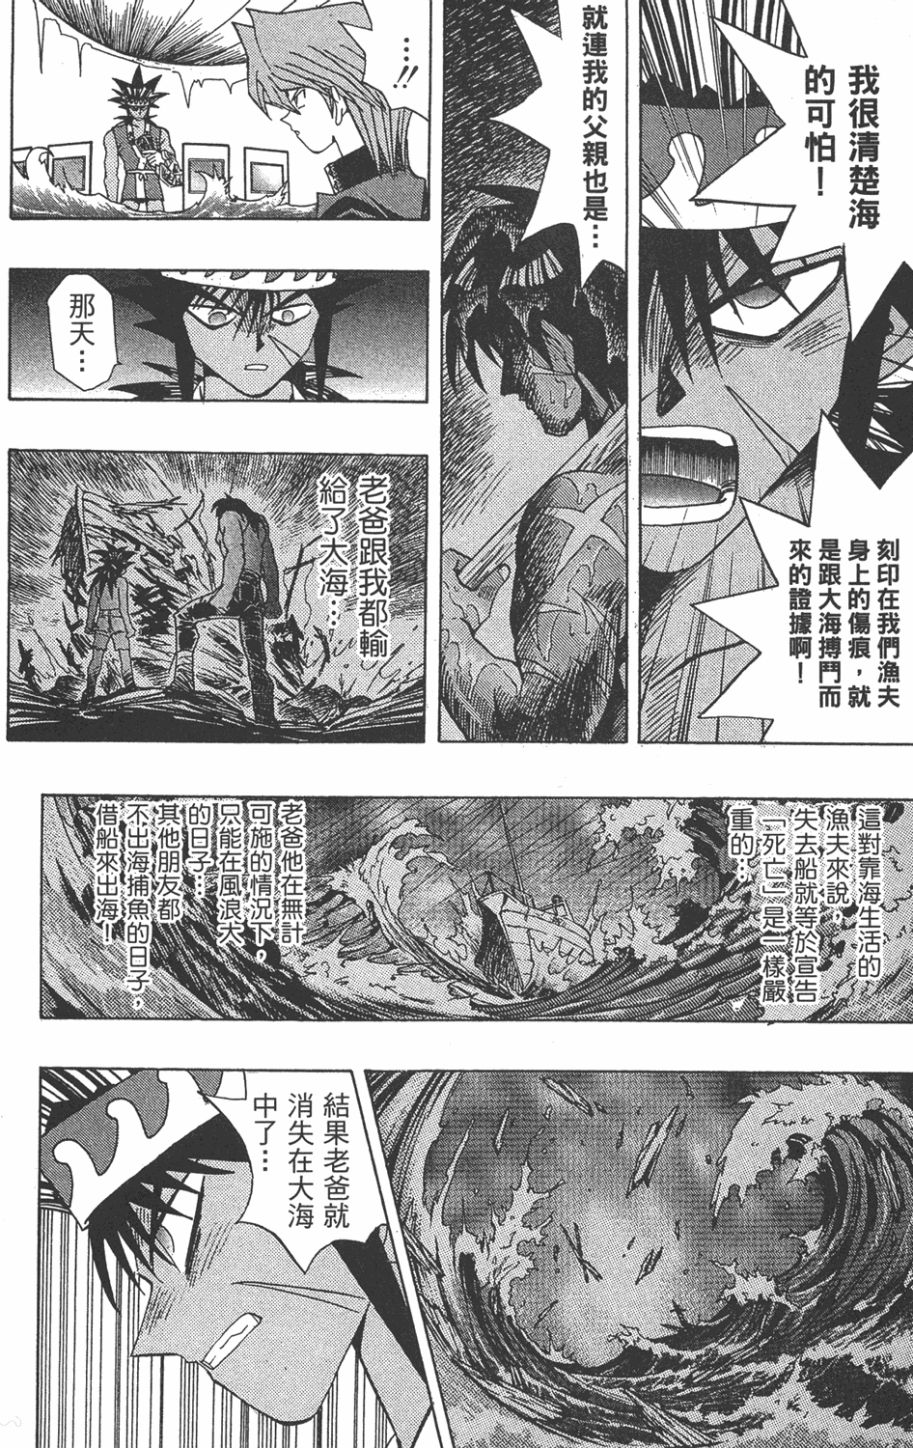 我很清楚海
的可怕！
刻印在我們漁夫
身上的傷痕，就
是跟大海搏鬥而
來的證據啊！
就連我的父親也是…
…!!
那天…
老爸跟我都輸
給了大海…
這對靠海生活的
漁夫來說，
失去船就等於宣告
「死亡」是一樣嚴
重的…
老爸他在無計
可施的情況下，
只能在風浪大
的日子…
其他朋友都
不出海捕魚的日子，
借船來出海！
結果老爸就
消失在大海
中了…